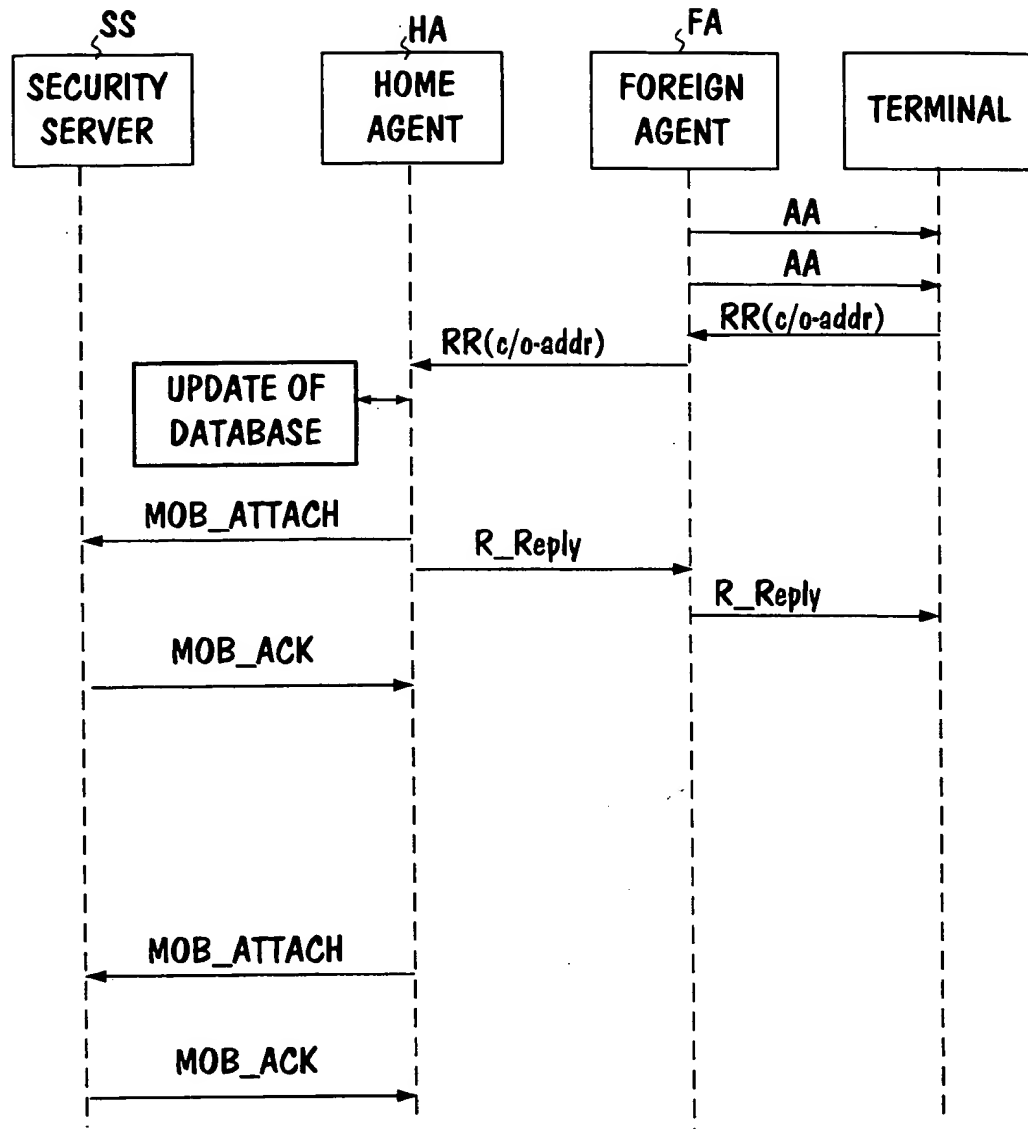 SS
HA
FA
SECURITY
SERVER
HOME
AGENT
FOREIGN
AGENT
TERMINAL
AA
AA
RR(c/o-addr)
RR(c/o-addr)
UPDATE OF
DATABASE
MOB_ATTACH
R_Reply
R_Reply
MOB_ACK
MOB_ATTACH
MOB_ACK